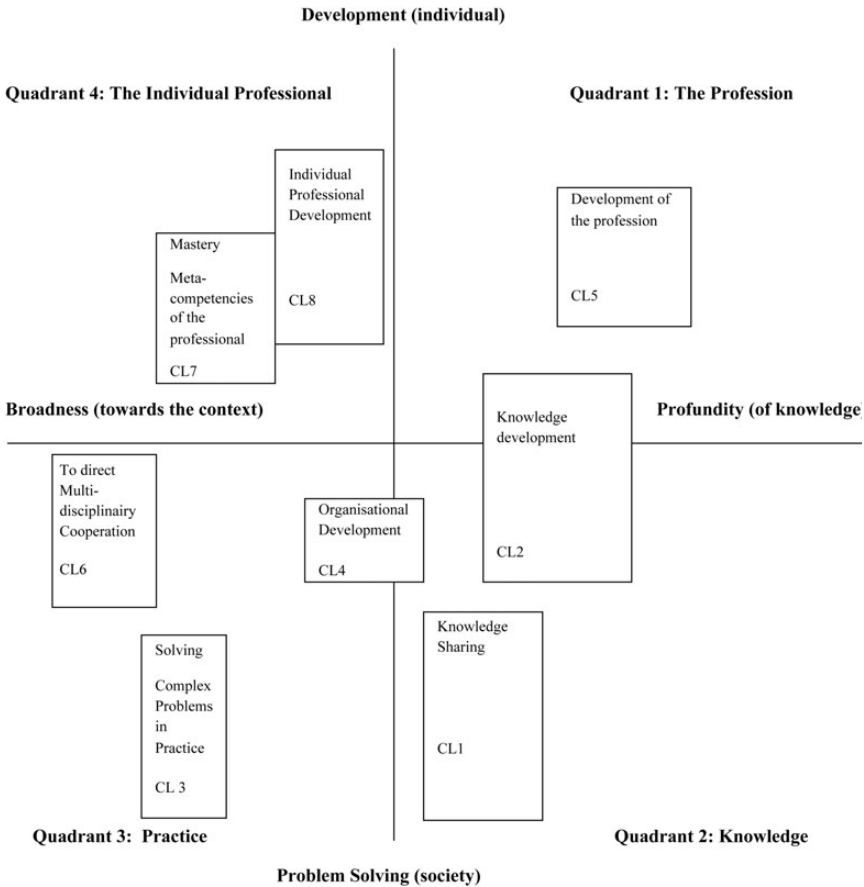 Development (individual)
Quadrant 4: The Individual Professional
Quadrant 1: The Profession
Individual
Professional
Development
CL8
Development of
the profession
CL5
Mastery
Meta-
competencies
of the
professional
CL7
Broadness (towards the context)
Profundity (of knowledge)
Knowledge
development
CL2
To direct
Multi-
disciplinairy
Cooperation
CL6
Organisational
Development
CL4
Knowledge
Sharing
CL1
Solving
Complex
Problems
in
Practice
CL 3
Quadrant 3: Practice
Quadrant 2: Knowledge
Problem Solving (society)